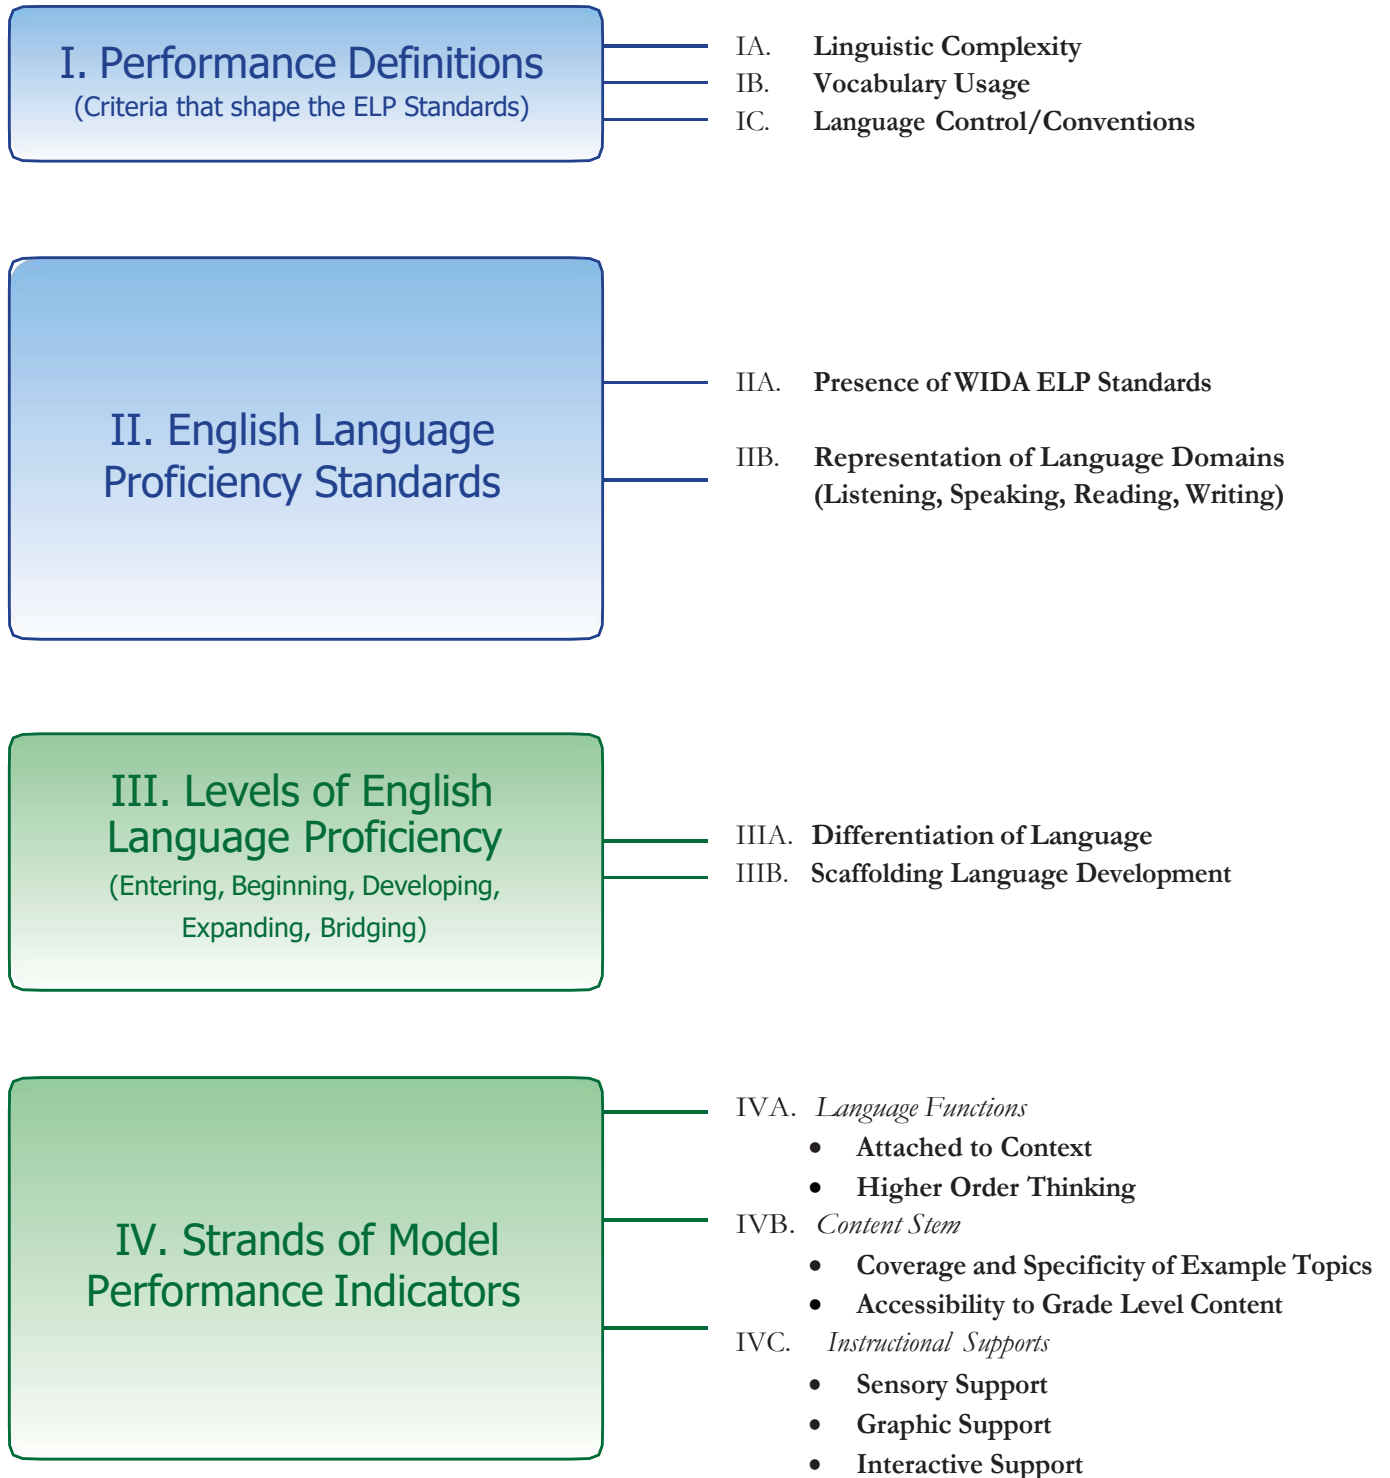 I. Performance Definitions
(Criteria that shape the ELP Standards)
IA. Linguistic Complexity
IB. Vocabulary Usage
IC. Language Control/Conventions
II. English Language
Proficiency Standards
IIA. Presence of WIDA ELP Standards
IIB. Representation of Language Domains
(Listening, Speaking, Reading, Writing)
III. Levels of English
Language Proficiency
(Entering, Beginning, Developing,
Expanding, Bridging)
IIIA. Differentiation of Language
IIIB. Scaffolding Language Development
IV. Strands of Model
Performance Indicators
IVA. Language Functions
• Attached to Context
• Higher Order Thinking
IVB. Content Stem
• Coverage and Specificity of Example Topics
• Accessibility to Grade Level Content
IVC. Instructional Supports
• Sensory Support
• Graphic Support
• Interactive Support